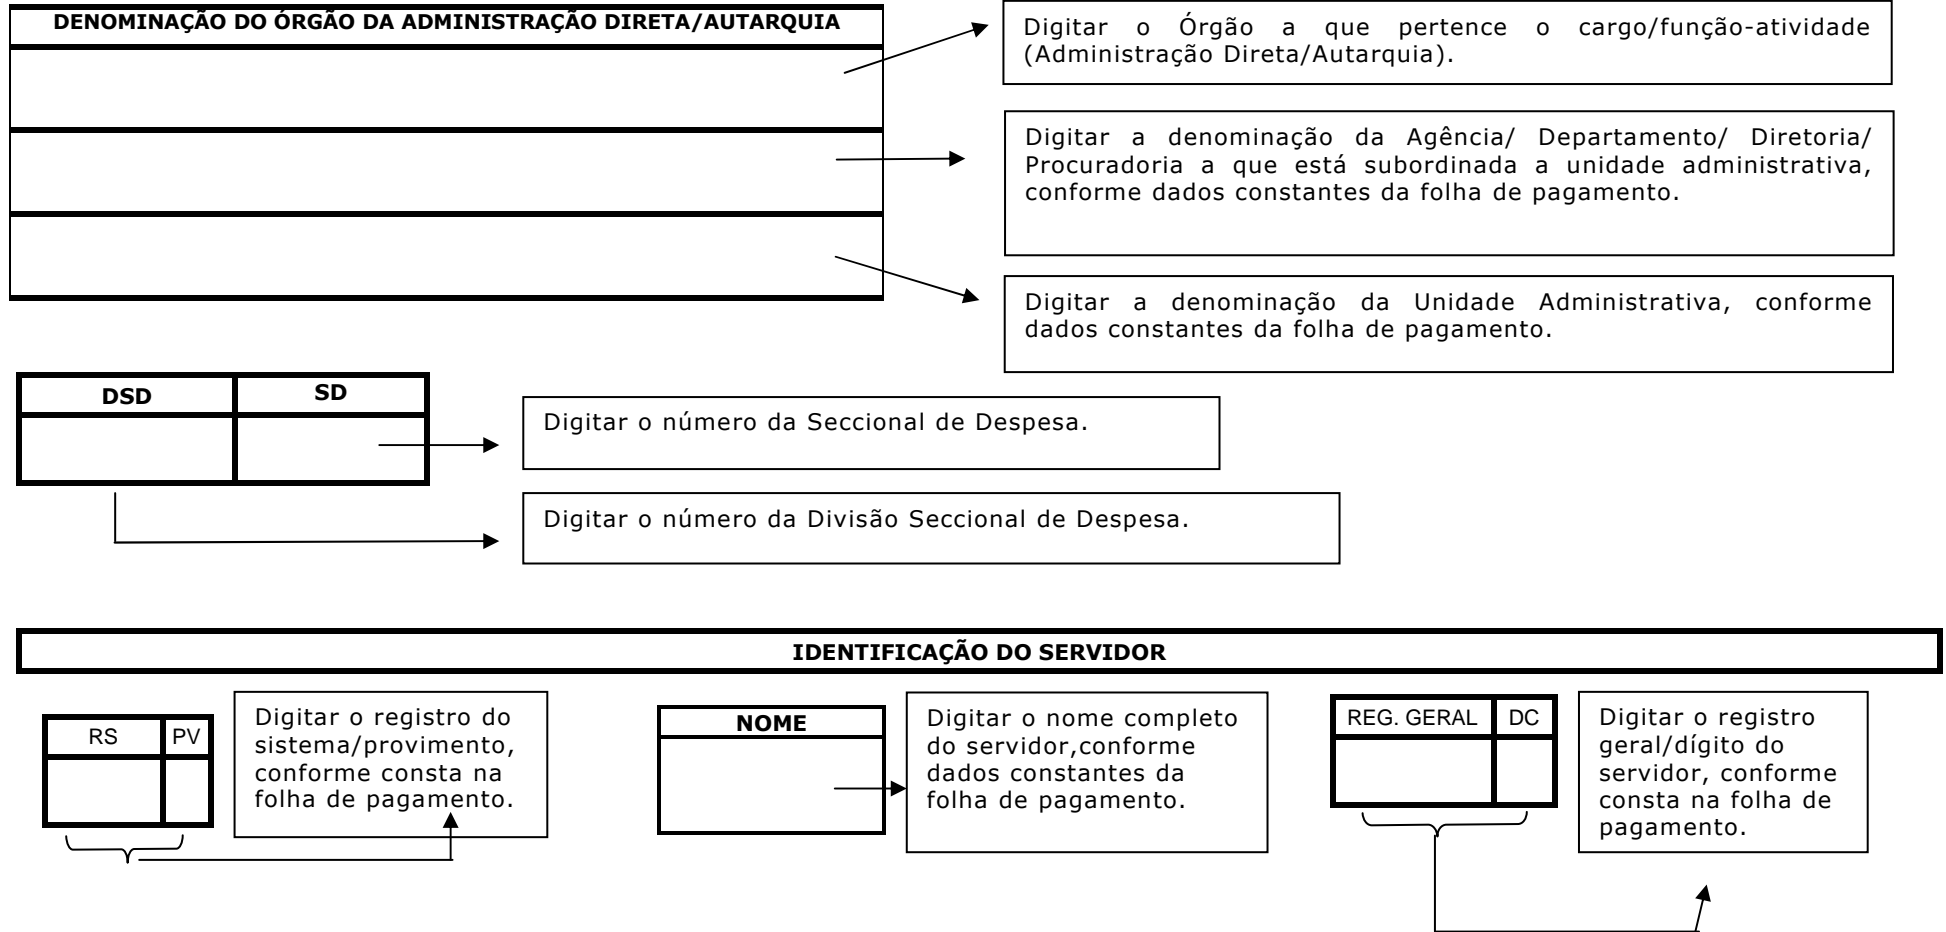 DENOMINAÇÃO DO ÓRGÃO DA ADMINISTRAÇÃO DIRETA/AUTARQUIA
Digitar o Órgão a que pertence o cargo/função-atividade
(Administração Direta/Autarquia).
Digitar a denominação da Agência/ Departamento/ Diretoria/
Procuradoria a que está subordinada a unidade administrativa,
conforme dados constantes da folha de pagamento.
Digitar a denominação da Unidade Administrativa, conforme
dados constantes da folha de pagamento.
DSD
SD
Digitar o número da Seccional de Despesa.
Digitar o número da Divisão Seccional de Despesa.
IDENTIFICAÇÃO DO SERVIDOR
RS
PV
Digitar o registro do
sistema/provimento,
conforme consta na
folha de pagamento.
NOME
Digitar o nome completo
do servidor,conforme
dados constantes da
folha de pagamento.
REG. GERAL
DC
Digitar o registro
geral/dígito do
servidor, conforme
consta na folha de
pagamento.